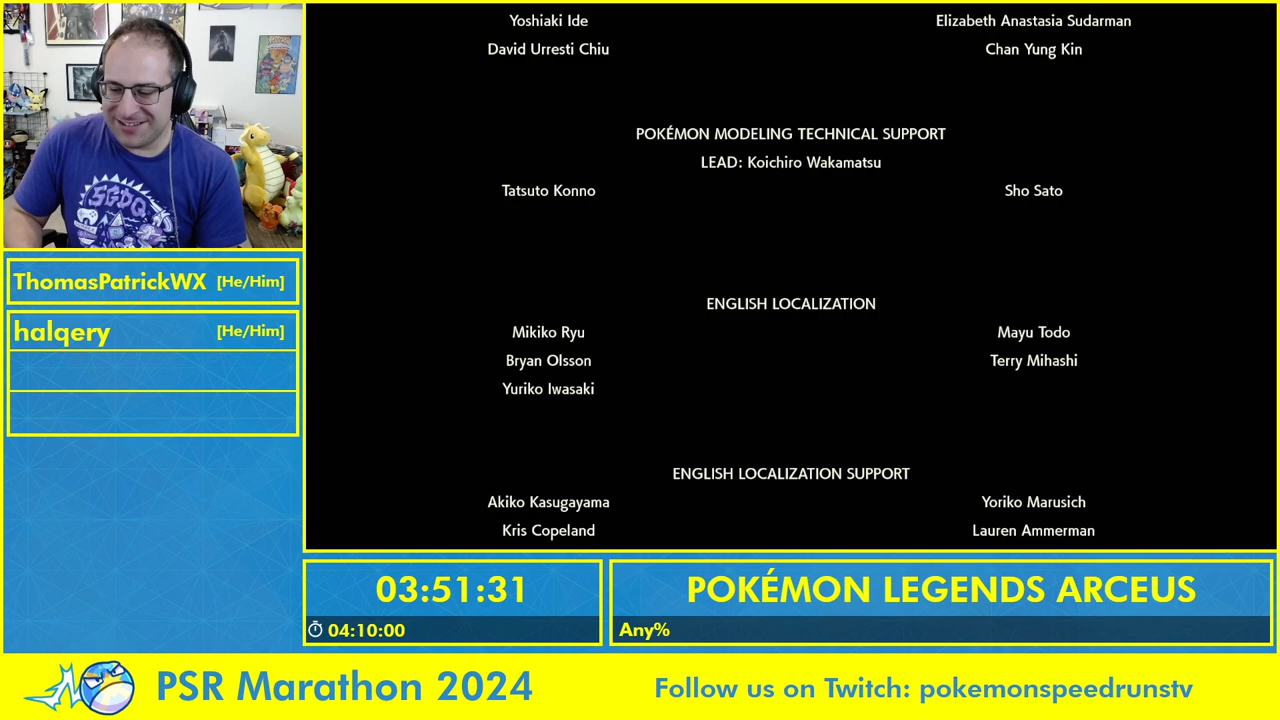 Yoshiaki Ide Elizabeth Anastasia Sudarman
David Urresti Chiu Chan Yung Kin
POKÉMON MODELING TECHNICAL SUPPORT
LEAD: Koichiro Wakamatsu
Tatsuto Konno Sho Sato
ENGLISH LOCALIZATION
Mikiko Ryu Mayu Todo
Bryan Olsson Terry Mihashi
Yuriko Iwasaki
ENGLISH LOCALIZATION SUPPORT
Akiko Kasugayama Yoriko Marusich
Kris Copeland Lauren Ammerman
SGDQ
ThomasPatrickWX [He/Him]
halqery [He/Him]
03:51:31
04:10:00
POKÉMON LEGENDS ARCEUS
Any%
PSR Marathon 2024
Follow us on Twitch: pokemonspeedrunstv